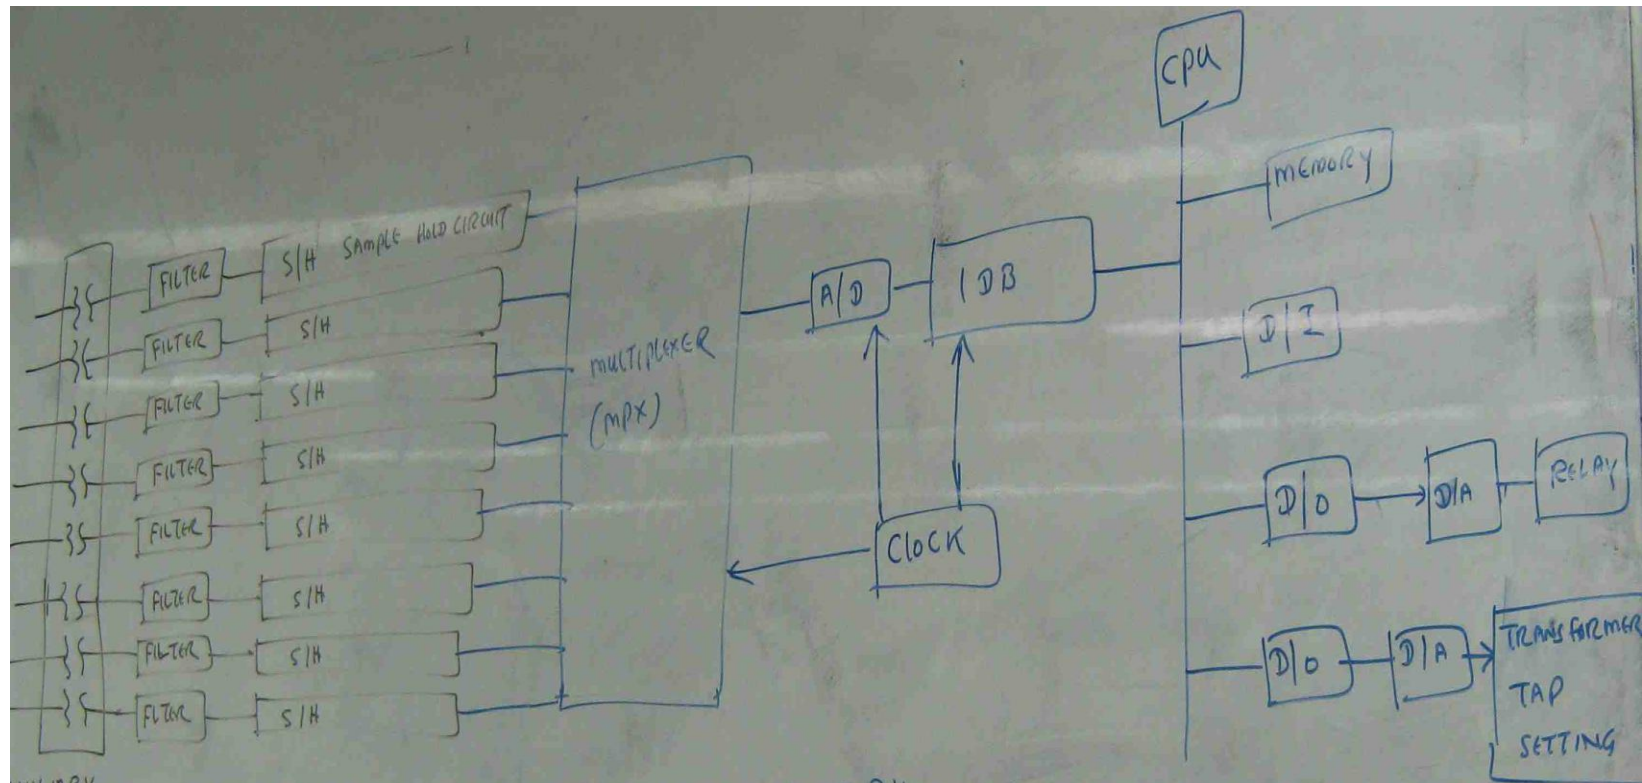 CPU
MEMORY
FILTER
S/H SAMPLE HOLD CIRCUIT
FILTER
S/H
FILTER
S/H
FILTER
S/H
FILTER
S/H
FILTER
S/H
FILTER
S/H
FILTER
S/H
MULTIPLEXER
(MPX)
A/D
IDB
CLOCK
D/I
D/O
D/A
RELAY
D/O
D/A
TRANSFORMER
TAP
SETTING